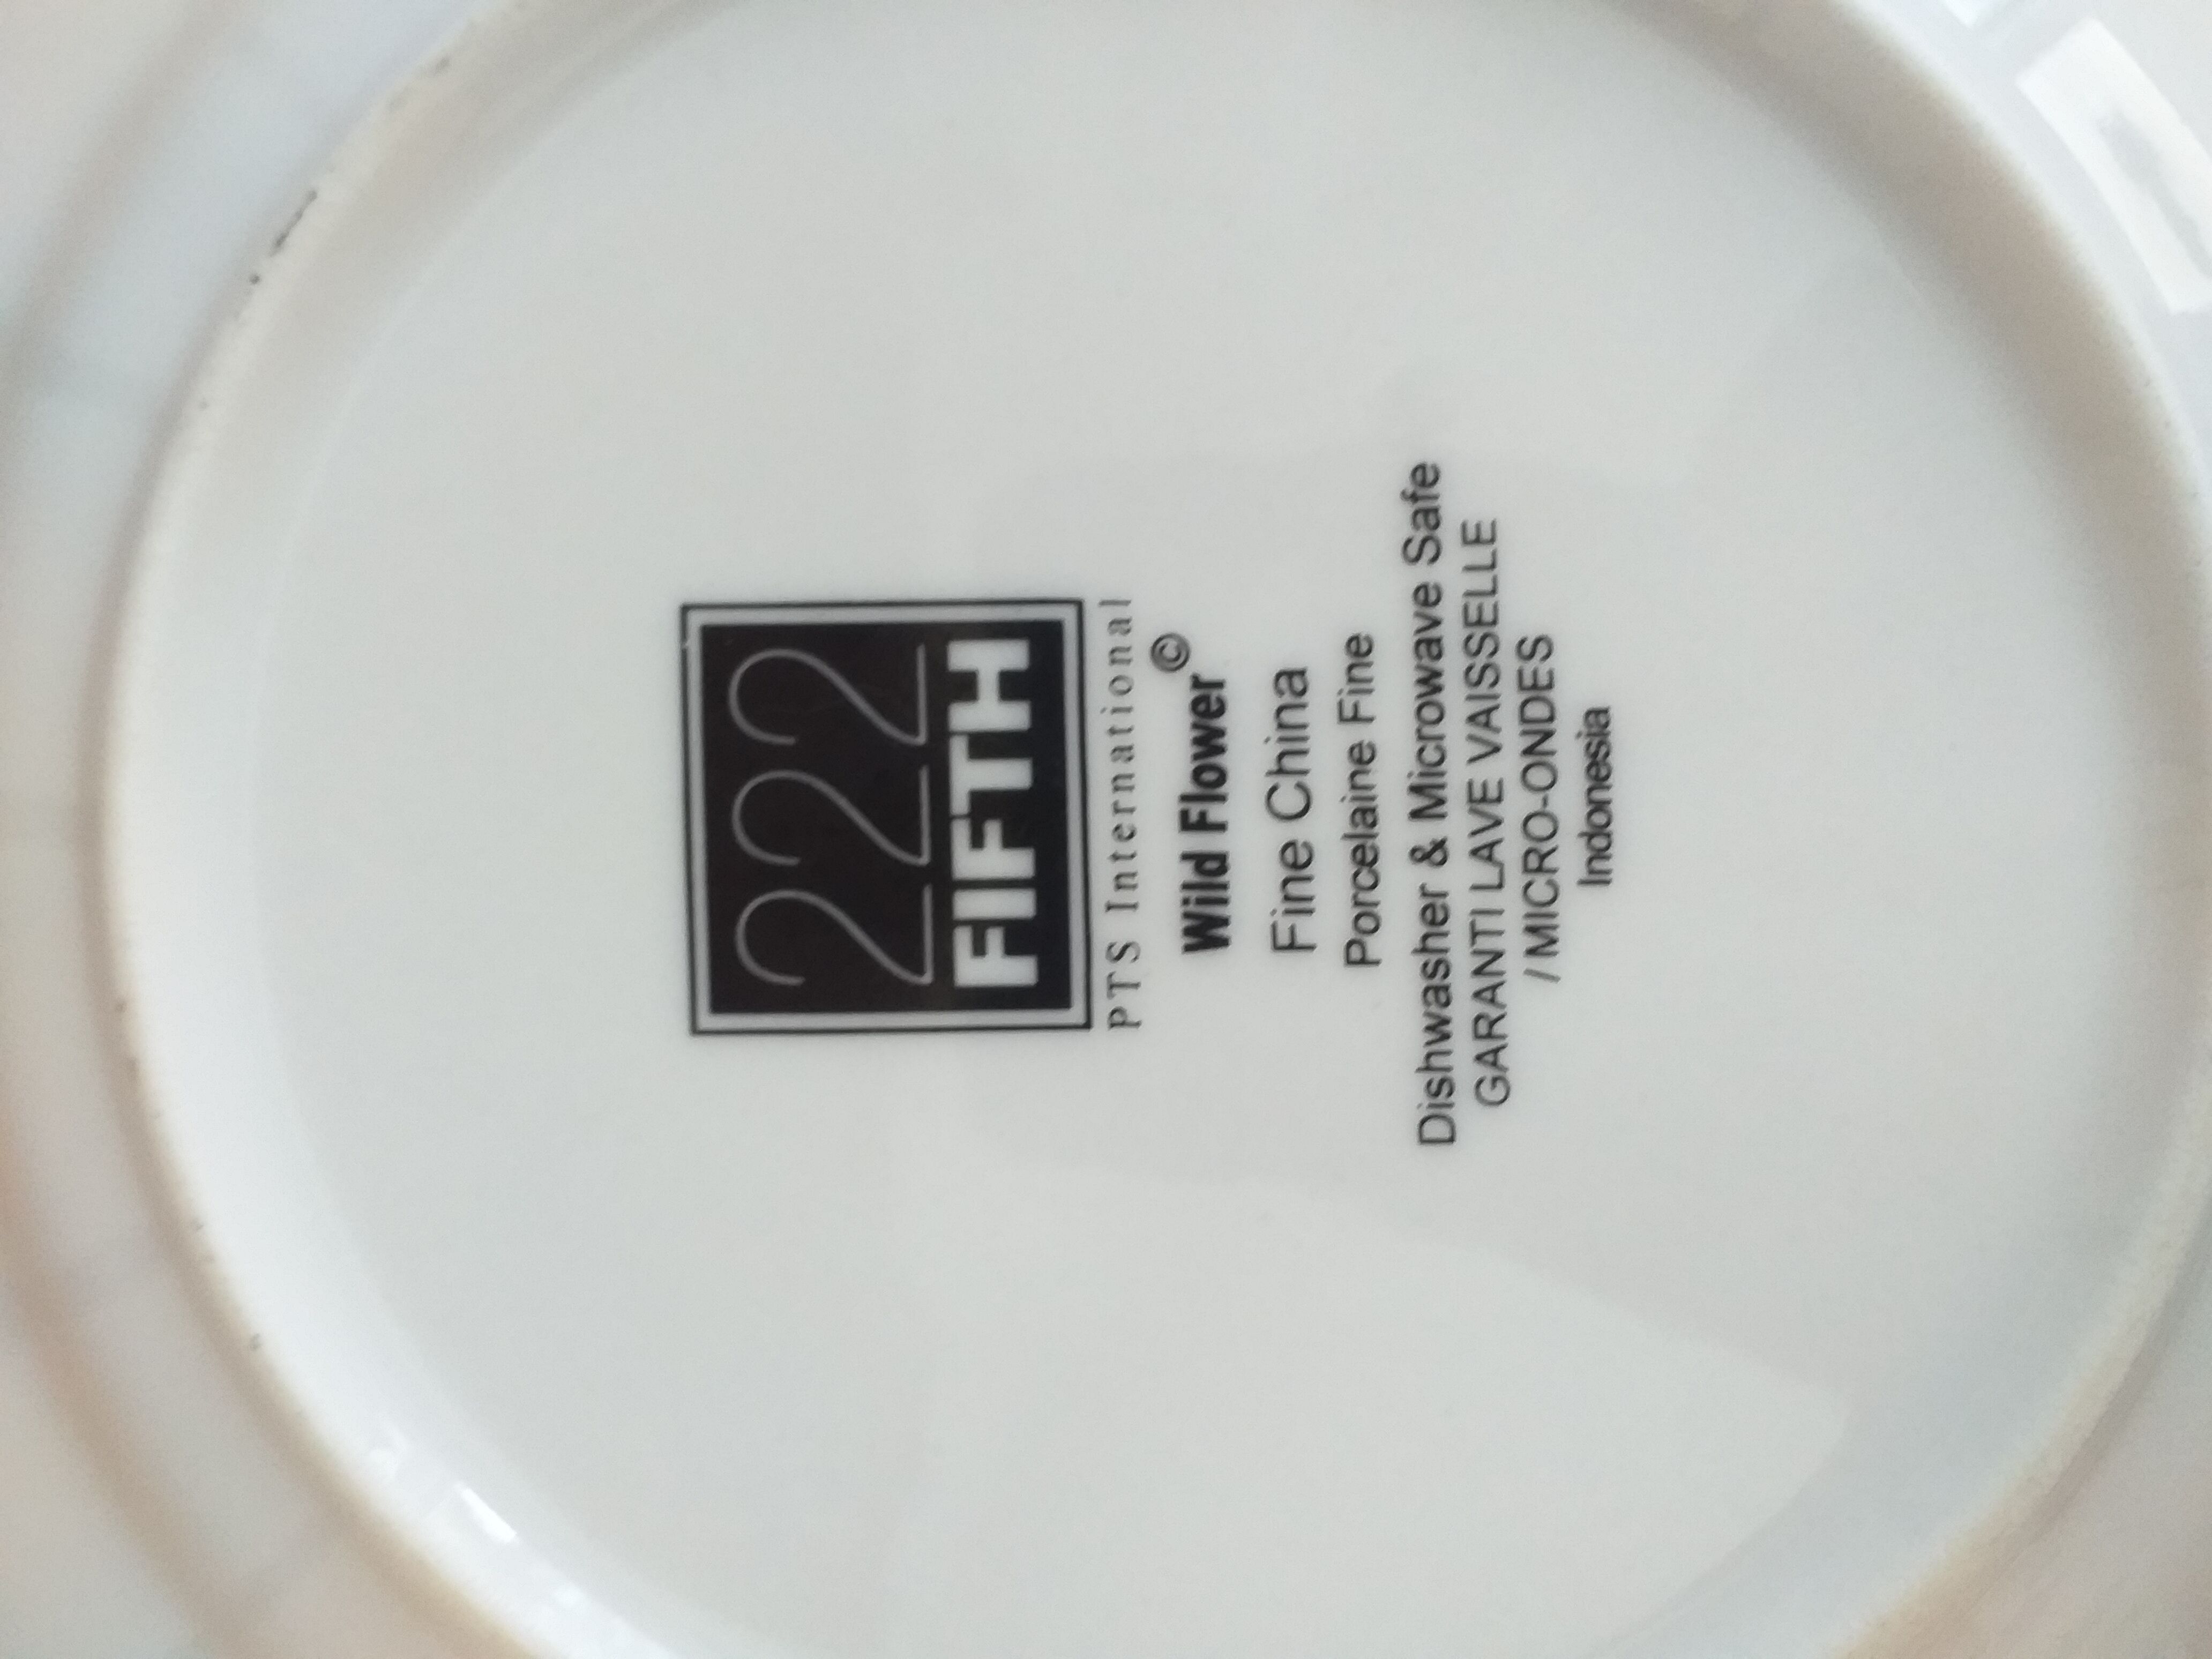 222
FIFTH
PTS International
Wild Flower©
Fine China
Porcelaine Fine
Dishwasher & Microwave Safe
GARANTI LAVE VAISSELLE
/ MICRO-ONDES
Indonesia